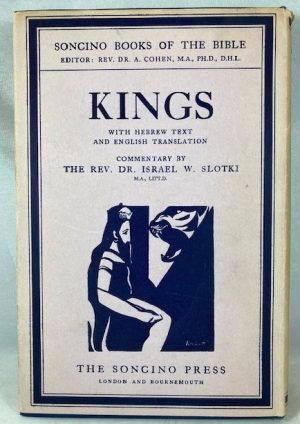 SONCINO BOOKS OF THE BIBLE
EDITOR: REV. DR. A. COHEN, M.A., PH.D., D.H.L.
KINGS
WITH HEBREW TEXT
AND ENGLISH TRANSLATION
COMMENTARY BY
THE REV. DR. ISRAEL W. SLOTKI
M.A., LITT.D.
THE SONCINO PRESS
LONDON AND BOURNEMOUTH